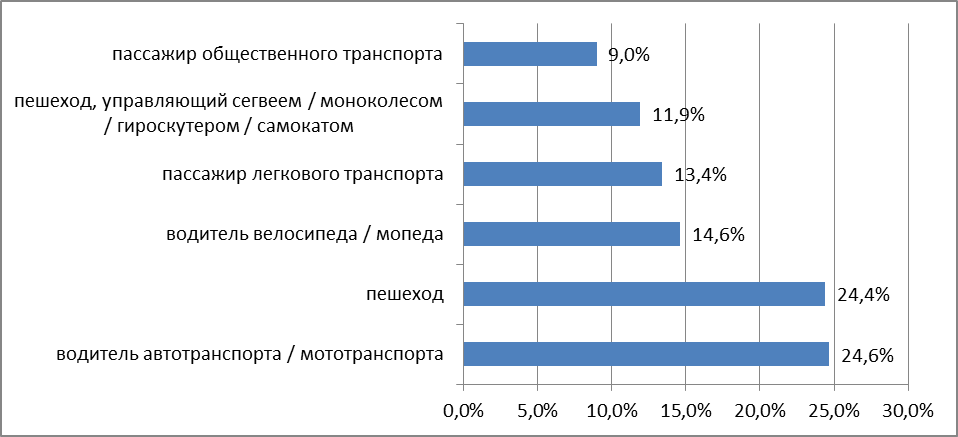 пассажир общественного транспорта
9,0%
пешеход, управляющий сегвеем / моноколесом
/ гироскутером / самокатом
11,9%
пассажир легкового транспорта
13,4%
водитель велосипеда / мопеда
14,6%
пешеход
24,4%
водитель автотранспорта / мототранспорта
24,6%
0,0% 5,0% 10,0% 15,0% 20,0% 25,0% 30,0%